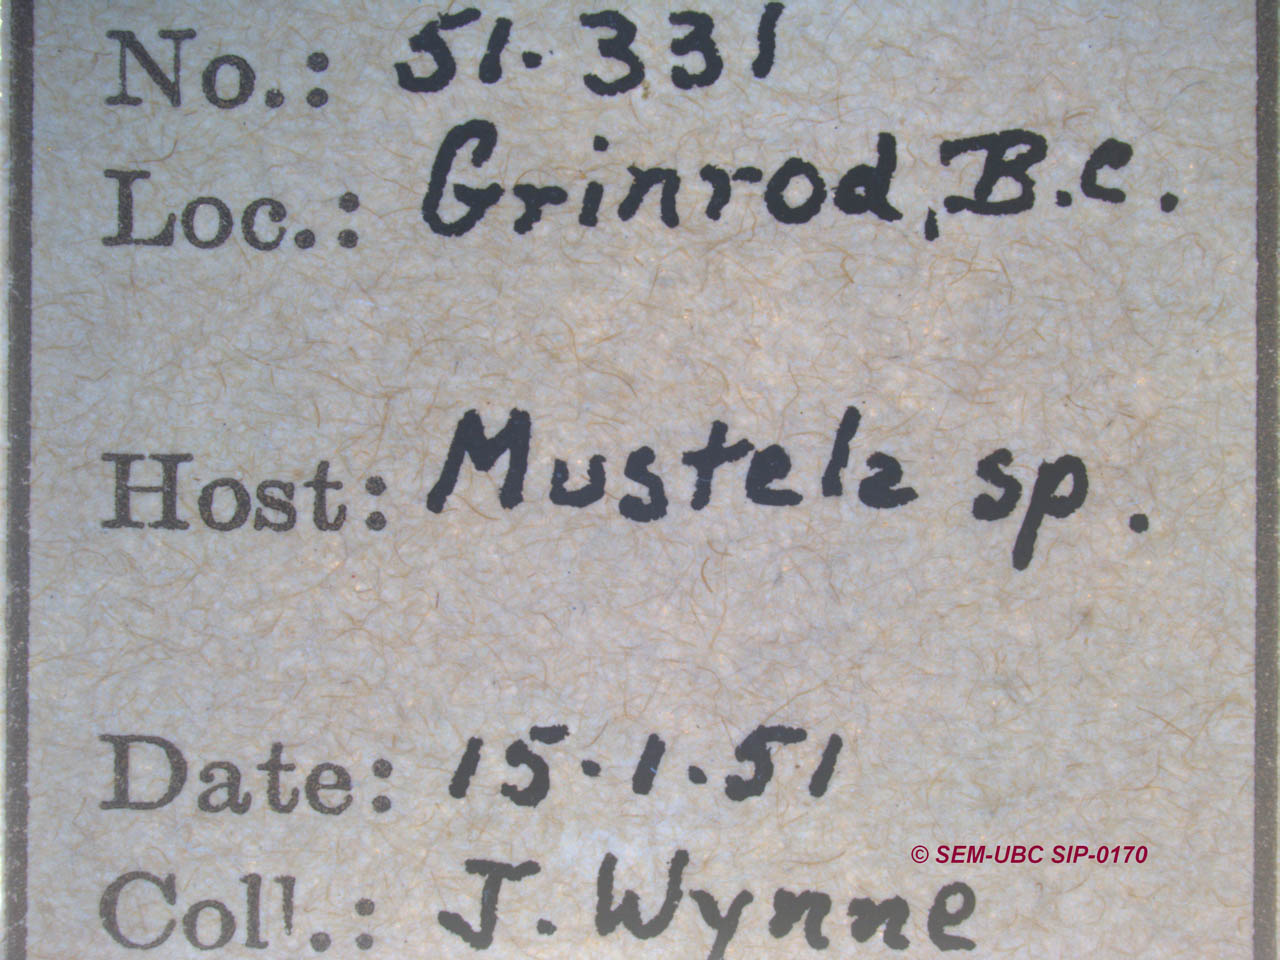 No.: 51-331
Loc.: Grinrod, B.C.
Host: Mustela sp.
Date: 15.1.51
© SEM-UBC SIP-0170
Coll.: J. Wynne